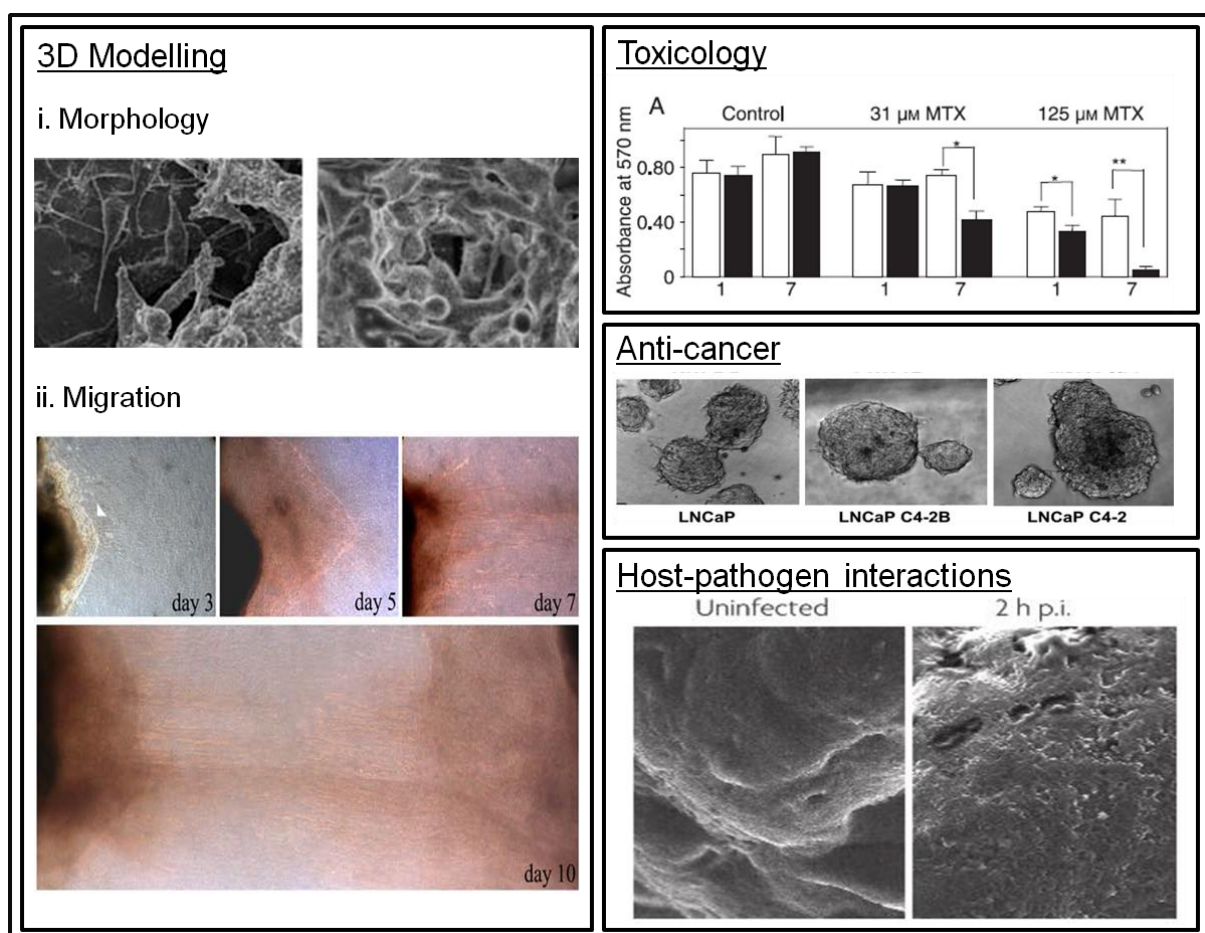 3D Modelling
i. Morphology
ii. Migration
day 3
day 5
day 7
day 10
Toxicology
A
Control
31 µM MTX
125 µM MTX
Absorbance at 570 nm
0.80
0.40
0
*
*
**
1
7
1
7
1
7
Anti-cancer
LNCaP
LNCaP C4-2B
LNCaP C4-2
Host-pathogen interactions
Uninfected
2 h p.i.